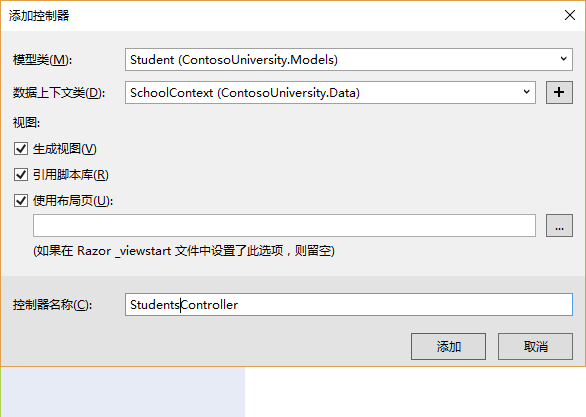 添加控制器
模型类(M): Student (ContosoUniversity.Models)
数据上下文类(D): SchoolContext (ContosoUniversity.Data)
视图:
生成视图(V)
引用脚本库(R)
使用布局页(U):
...
(如果在 Razor _viewstart 文件中设置了此选项，则留空)
控制器名称(C): StudentsController
添加 取消